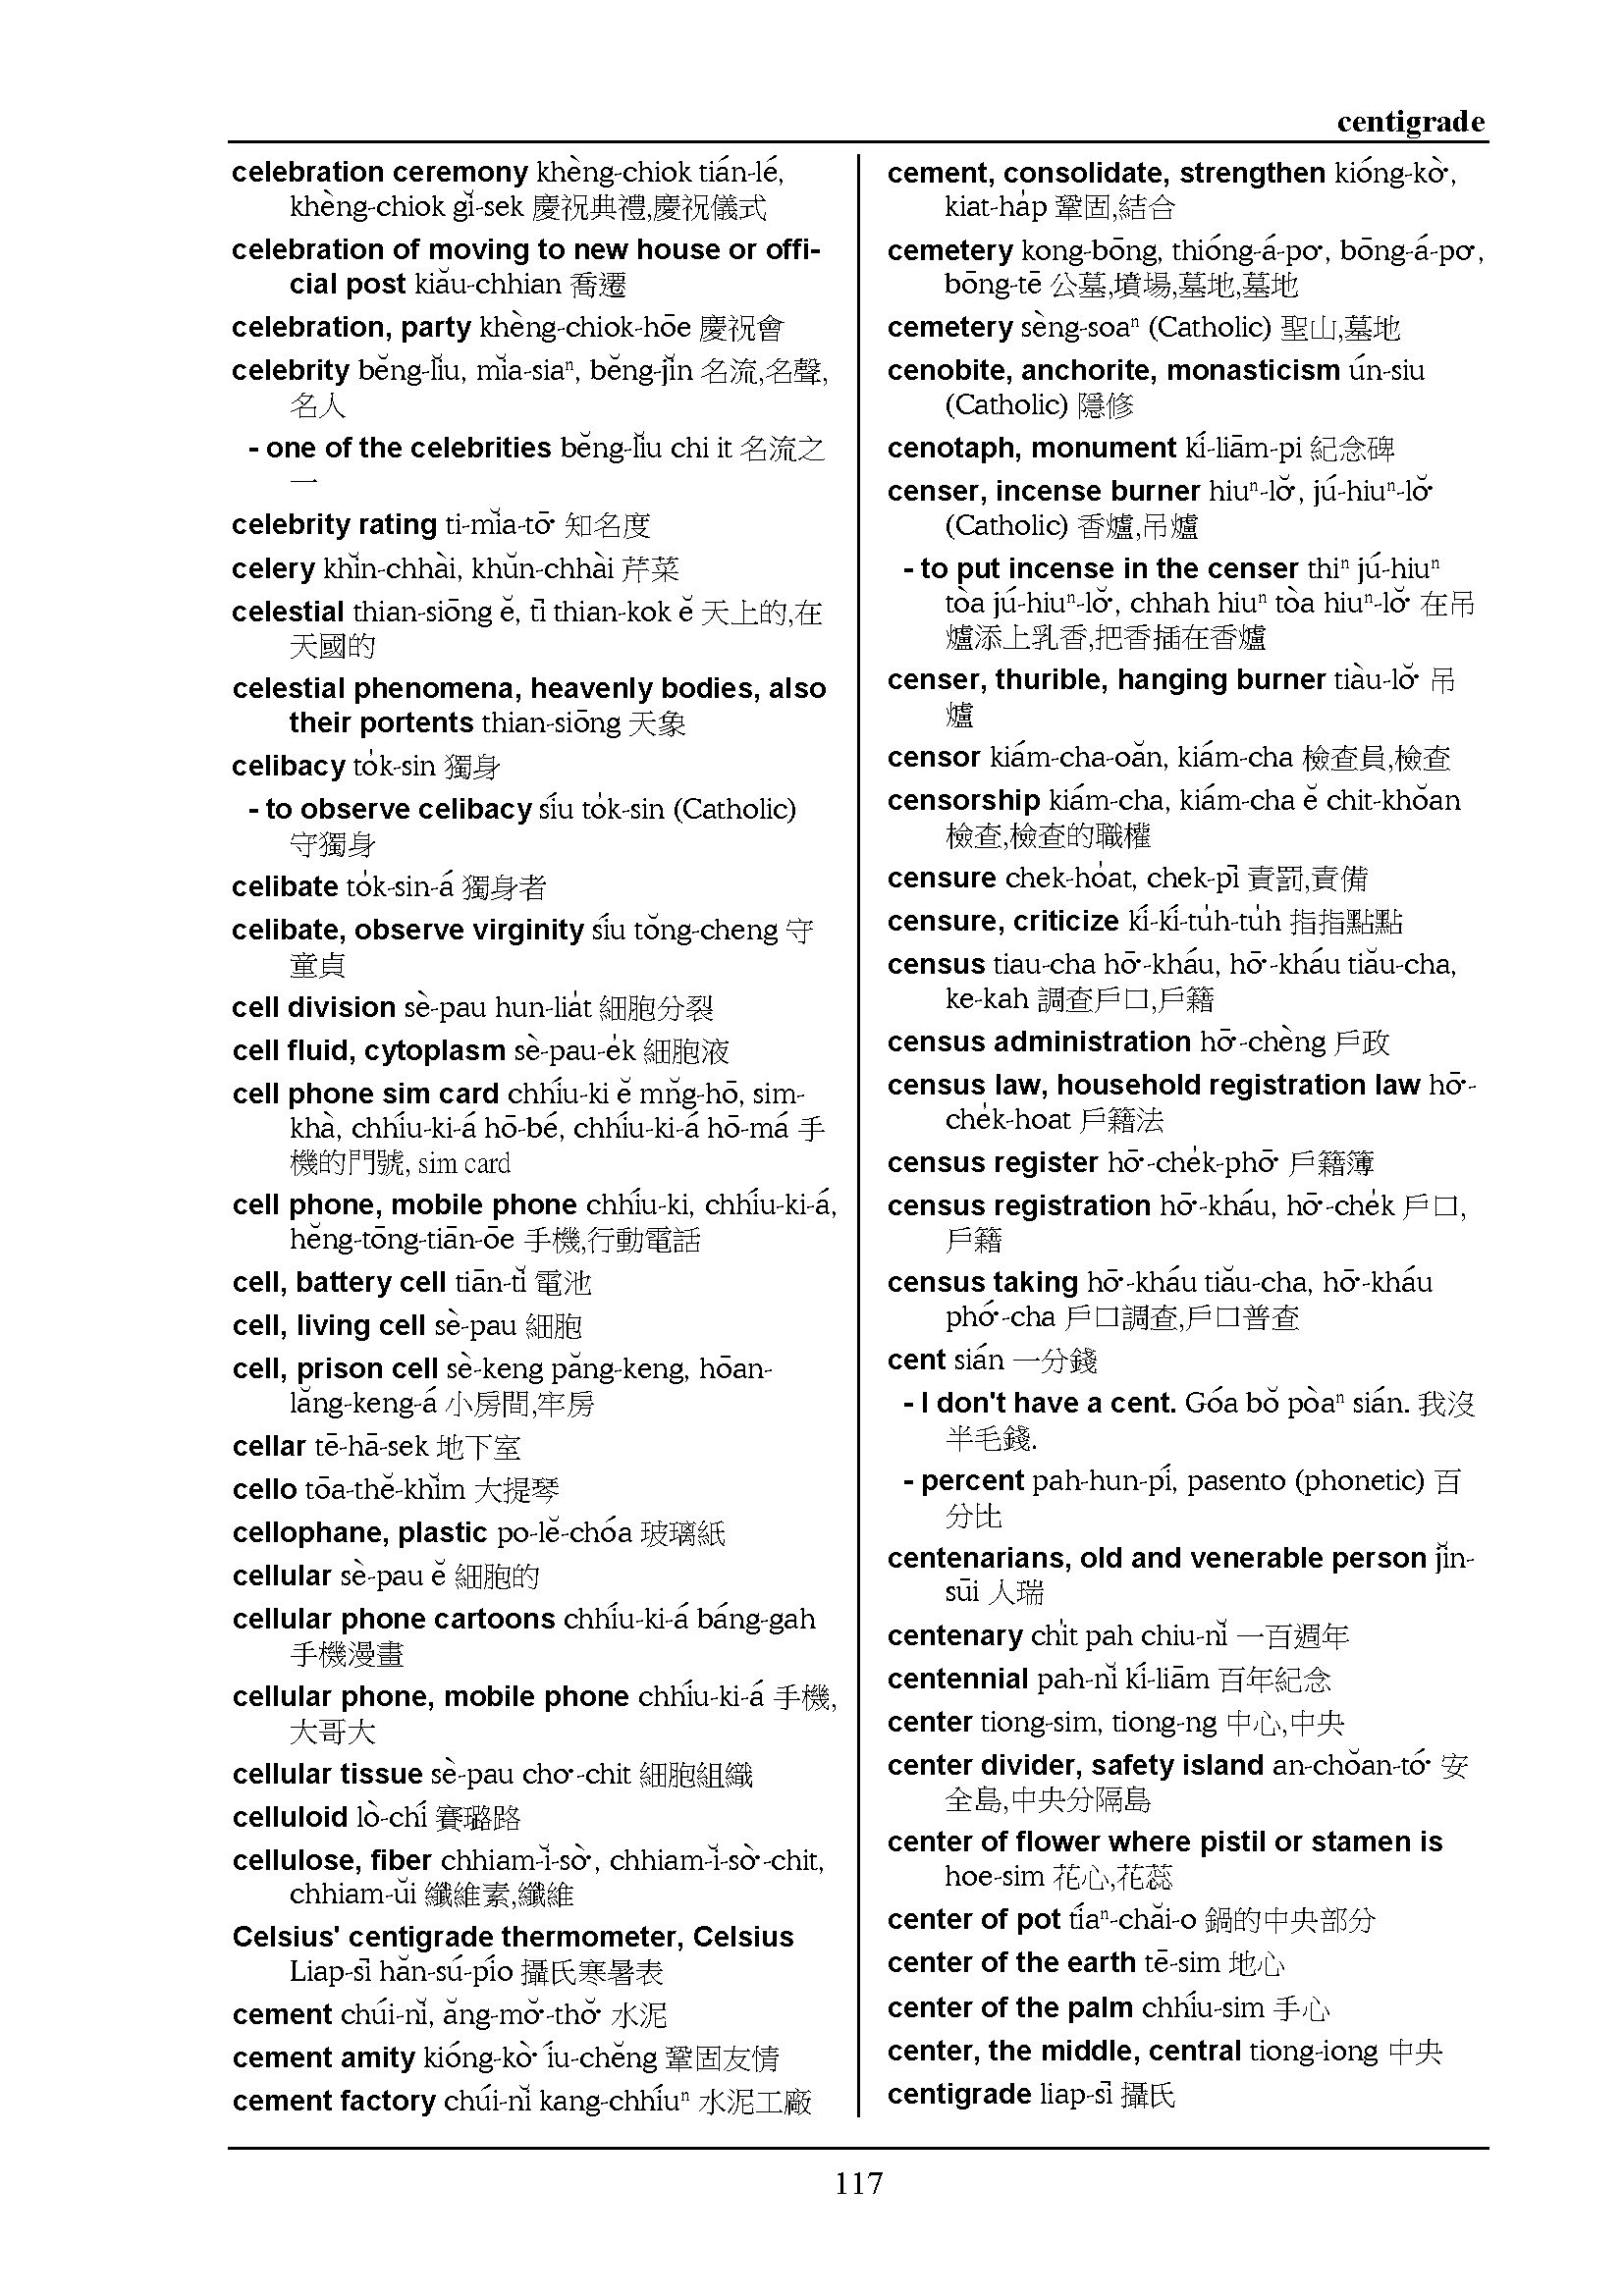 centigrade
celebration ceremony khèng-chiok tián-lé,
khèng-chiok gĭ-sek 慶祝典禮,慶祝儀式
celebration of moving to new house or offi-
cial post kiău-chhian 喬遷
celebration, party khèng-chiok-hōe 慶祝會
celebrity bĕng-lĭu, mĭa-siaⁿ, bĕng-jĭn 名流,名聲,
名人
- one of the celebrities bĕng-lĭu chi it 名流之
一
celebrity rating ti-mĭa-tō͘ 知名度
celery khĭn-chhài, khŭn-chhài 芹菜
celestial thian-siōng ĕ, tī thian-kok ĕ 天上的,在
天國的
celestial phenomena, heavenly bodies, also
their portents thian-siōng 天象
celibacy to̍k-sin 獨身
- to observe celibacy síu to̍k-sin (Catholic)
守獨身
celibate to̍k-sin-á 獨身者
celibate, observe virginity síu tŏng-cheng 守
童貞
cell division sè-pau hun-lia̍t 細胞分裂
cell fluid, cytoplasm sè-pau-e̍k 細胞液
cell phone sim card chhíu-ki ĕ mn̆g-hō, sim-
khà, chhíu-ki-á hō-bé, chhíu-ki-á hō-má 手
機的門號, sim card
cell phone, mobile phone chhíu-ki, chhíu-ki-á,
hĕng-tōng-tiān-ōe 手機,行動電話
cell, battery cell tiān-tĭ 電池
cell, living cell sè-pau 細胞
cell, prison cell sè-keng păng-keng, hōan-
lăng-keng-á 小房間,牢房
cellar tē-hā-sek 地下室
cello tōa-thĕ-khĭm 大提琴
cellophane, plastic po-lĕ-chóa 玻璃紙
cellular sè-pau ĕ 細胞的
cellular phone cartoons chhíu-ki-á báng-gah
手機漫畫
cellular phone, mobile phone chhíu-ki-á 手機,
大哥大
cellular tissue sè-pau cho͘-chit 細胞組織
celluloid lò-chí 賽璐路
cellulose, fiber chhiam-ĭ-sò͘, chhiam-ĭ-sò͘-chit,
chhiam-ŭi 纖維素,纖維
Celsius' centigrade thermometer, Celsius
Liap-sī hăn-sú-pío 攝氏寒暑表
cement chúi-nĭ, ăng-mŏ͘-thŏ͘ 水泥
cement amity kióng-kò͘ íu-chĕng 鞏固友情
cement factory chúi-nĭ kang-chhíuⁿ 水泥工廠
cement, consolidate, strengthen kióng-kò͘,
kiat-ha̍p 鞏固,結合
cemetery kong-bōng, thióng-á-po͘, bōng-á-po͘,
bōng-tē 公墓,墳場,墓地,墓地
cemetery sèng-soaⁿ (Catholic) 聖山,墓地
cenobite, anchorite, monasticism ún-siu
(Catholic) 隱修
cenotaph, monument kí-liām-pi 紀念碑
censer, incense burner hiuⁿ-lŏ͘, jú-hiuⁿ-lŏ͘
(Catholic) 香爐,吊爐
- to put incense in the censer thiⁿ jú-hiuⁿ
tòa jú-hiuⁿ-lŏ͘, chhah hiuⁿ tòa hiuⁿ-lŏ͘ 在吊
爐添上乳香,把香插在香爐
censer, thurible, hanging burner tiàu-lŏ͘ 吊
爐
censor kiám-cha-oăn, kiám-cha 檢查員,檢查
censorship kiám-cha, kiám-cha ĕ chit-khŏan
檢查,檢查的職權
censure chek-ho̍at, chek-pī 責罰,責備
censure, criticize kí-kí-tu̍h-tu̍h 指指點點
census tiau-cha hō͘-kháu, hō͘-kháu tiău-cha,
ke-kah 調查戶口,戶籍
census administration hō͘-chèng 戶政
census law, household registration law hō͘-
che̍k-hoat 戶籍法
census register hō͘-che̍k-phō͘ 戶籍簿
census registration hō͘-kháu, hō͘-che̍k 戶口,
戶籍
census taking hō͘-kháu tiău-cha, hō͘-kháu
phó͘-cha 戶口調查,戶口普查
cent sián 一分錢
- I don't have a cent. Góa bŏ pòaⁿ sián. 我沒
半毛錢.
- percent pah-hun-pí, pasento (phonetic) 百
分比
centenarians, old and venerable person jĭn-
sūi 人瑞
centenary chi̍t pah chiu-nĭ 一百週年
centennial pah-nĭ kí-liām 百年紀念
center tiong-sim, tiong-ng 中心,中央
center divider, safety island an-chŏan-tó͘ 安
全島,中央分隔島
center of flower where pistil or stamen is
hoe-sim 花心,花蕊
center of pot tíaⁿ-chăi-o 鍋的中央部分
center of the earth tē-sim 地心
center of the palm chhíu-sim 手心
center, the middle, central tiong-iong 中央
centigrade liap-sī 攝氏
117